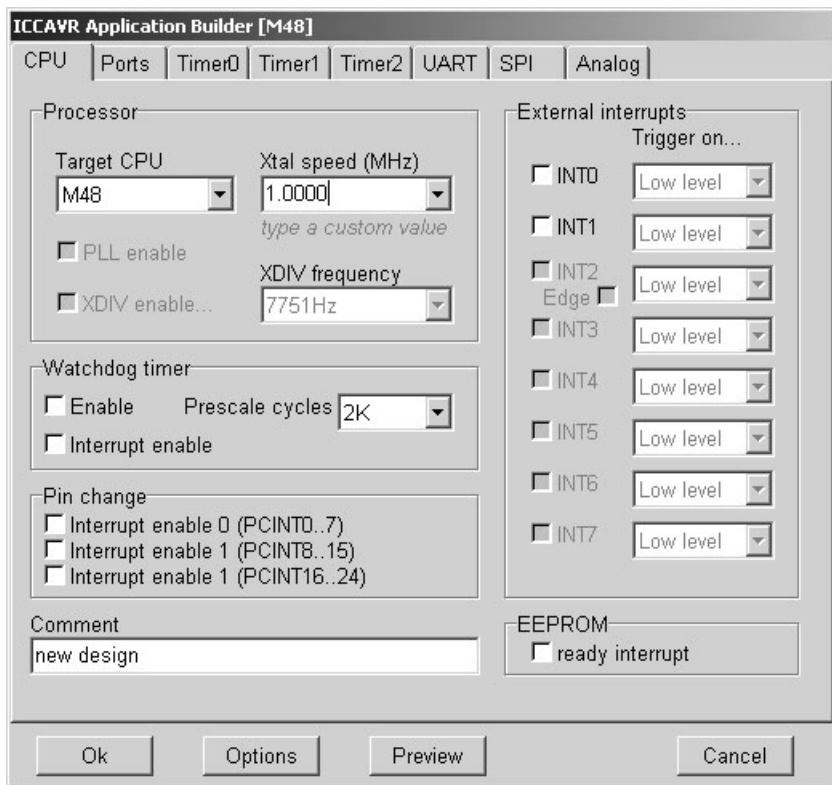 ICCAVR Application Builder [M48]
CPU Ports Timer0 Timer1 Timer2 UART SPI Analog
Processor
Target CPU Xtal speed (MHz)
M48 1.0000
type a custom value
PLL enable
XDIV frequency
XDIV enable... 7751Hz
Watchdog timer
Enable Prescale cycles 2K
Interrupt enable
Pin change
Interrupt enable 0 (PCINT0..7)
Interrupt enable 1 (PCINT8..15)
Interrupt enable 1 (PCINT16..24)
Comment
new design
External interrupts
Trigger on...
INT0 Low level
INT1 Low level
INT2 Low level
Edge
INT3 Low level
INT4 Low level
INT5 Low level
INT6 Low level
INT7 Low level
EEPROM
ready interrupt
Ok Options Preview Cancel